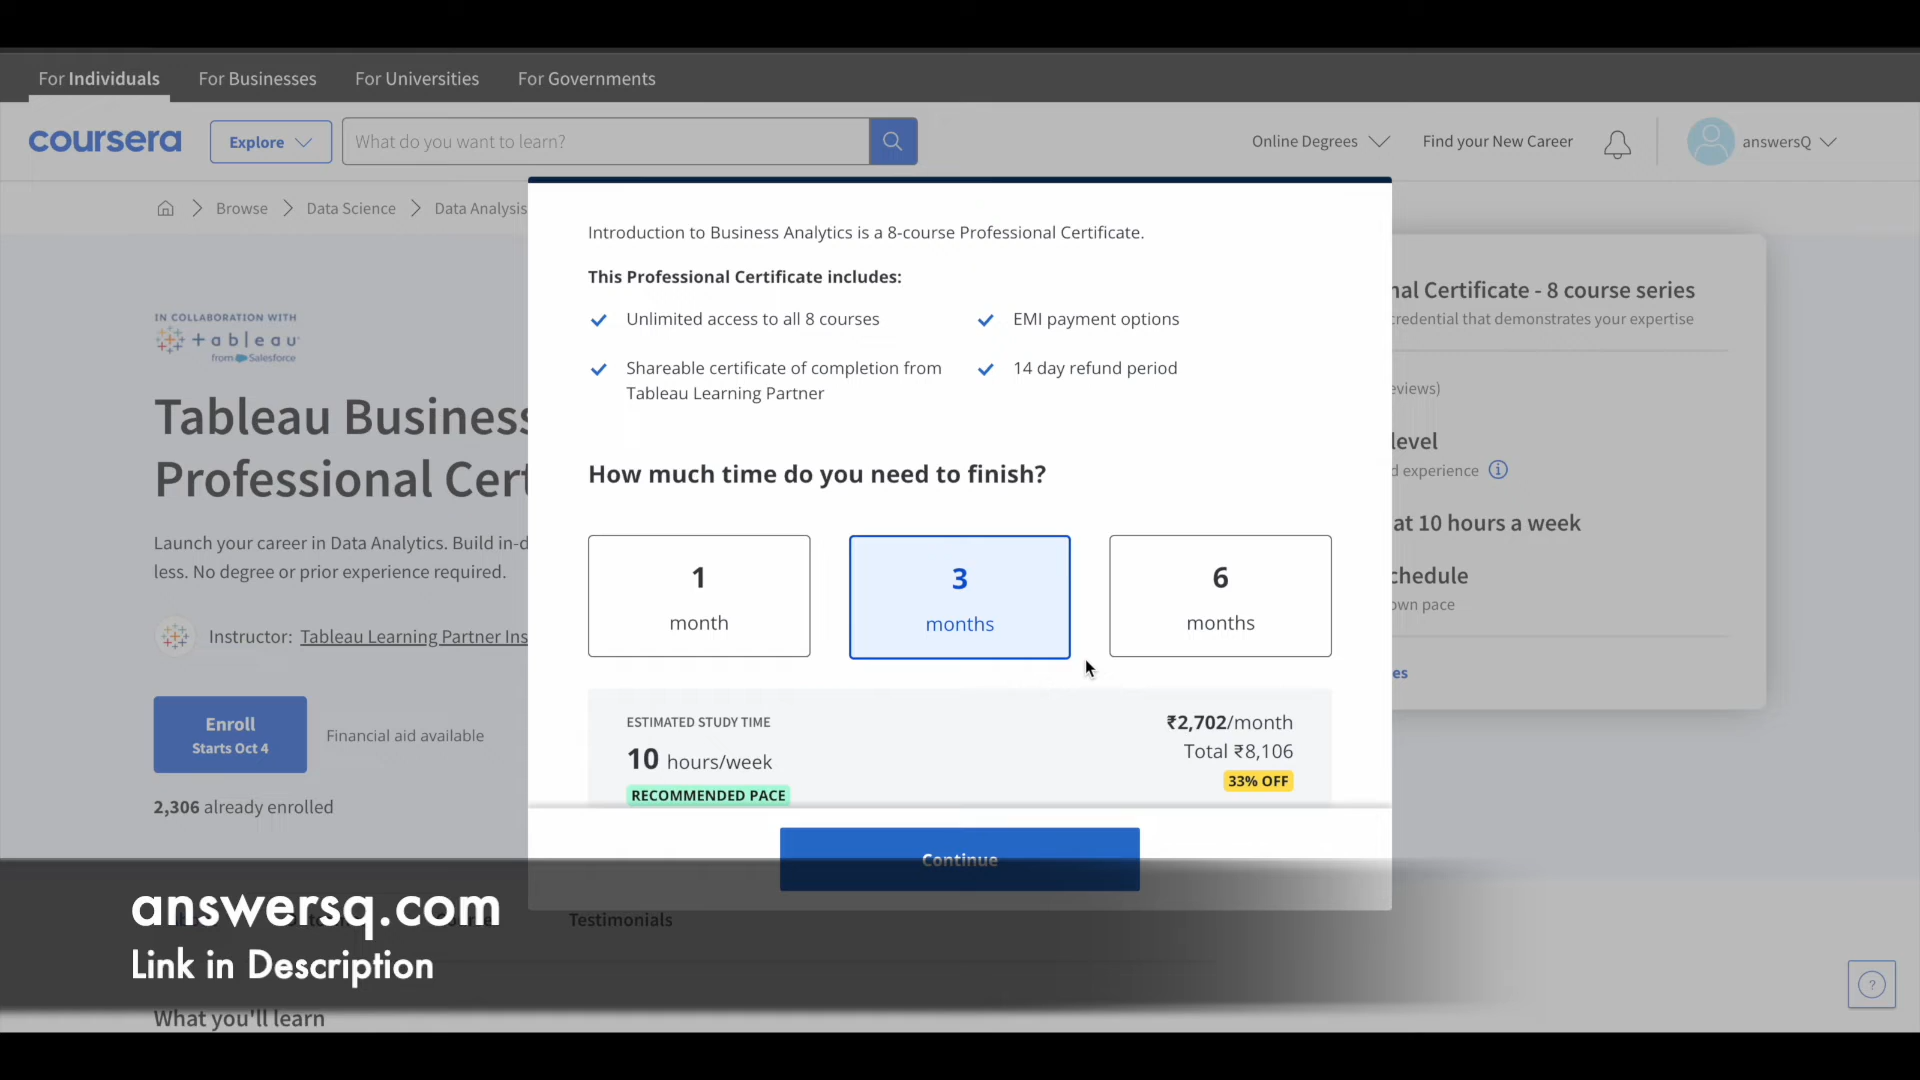 For Individuals
For Businesses
For Universities
For Governments
coursera
Explore
What do you want to learn?
Online Degrees
Find your New Career
answersQ
Browse
Data Science
Data Analysis
IN COLLABORATION WITH
+ableau
from Salesforce
Tableau Business
Professional Cert
Launch your career in Data Analytics. Build in-d
less. No degree or prior experience required.
Instructor: Tableau Learning Partner Ins
Enroll
Starts Oct 4
Financial aid available
2,306 already enrolled
Introduction to Business Analytics is a 8-course Professional Certificate.
This Professional Certificate includes:
Unlimited access to all 8 courses
EMI payment options
Shareable certificate of completion from
Tableau Learning Partner
14 day refund period
How much time do you need to finish?
1
month
3
months
6
months
ESTIMATED STUDY TIME
10 hours/week
RECOMMENDED PACE
₹2,702/month
Total ₹8,106
33% OFF
Continue
nal Certificate - 8 course series
credential that demonstrates your expertise
eviews)
level
d experience
at 10 hours a week
chedule
own pace
es
answersq.com
Link in Description
Testimonials
What you'll learn
?